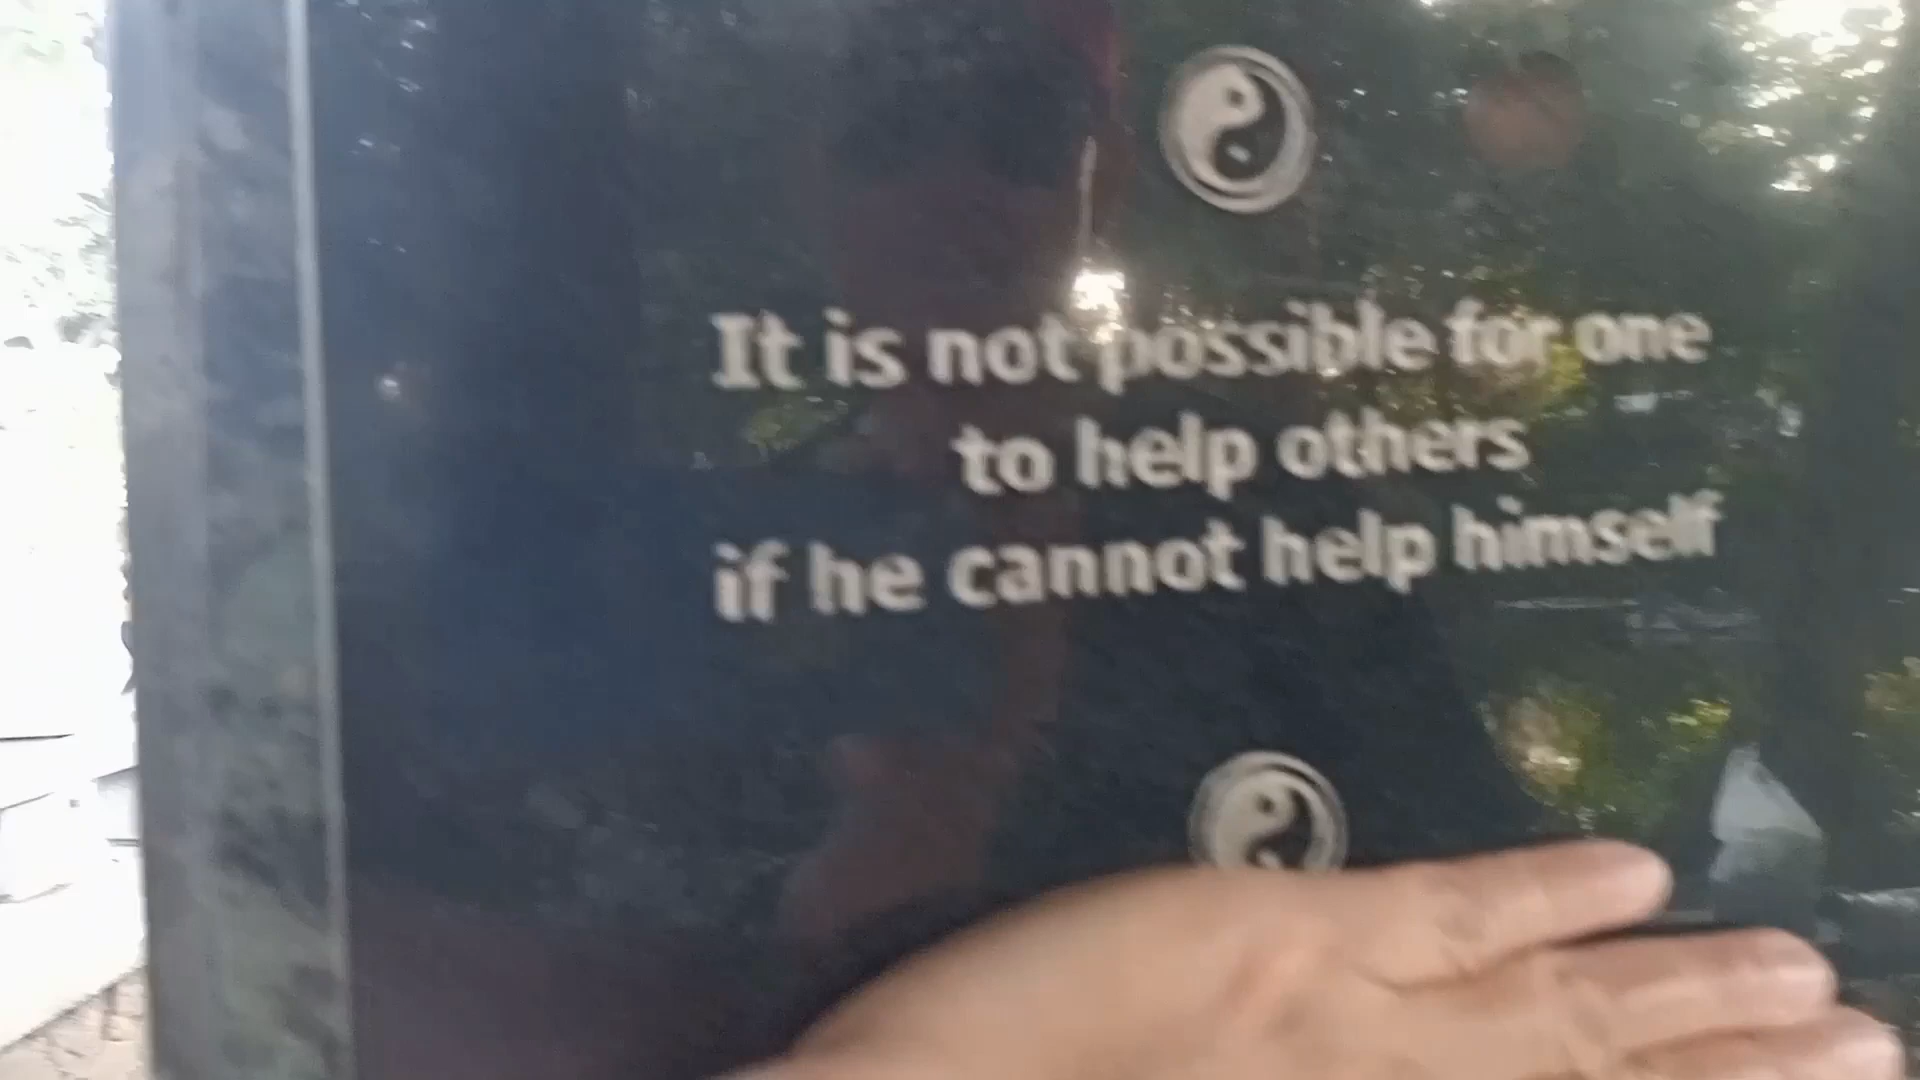 It is not possible for one
to help others
if he cannot help himself